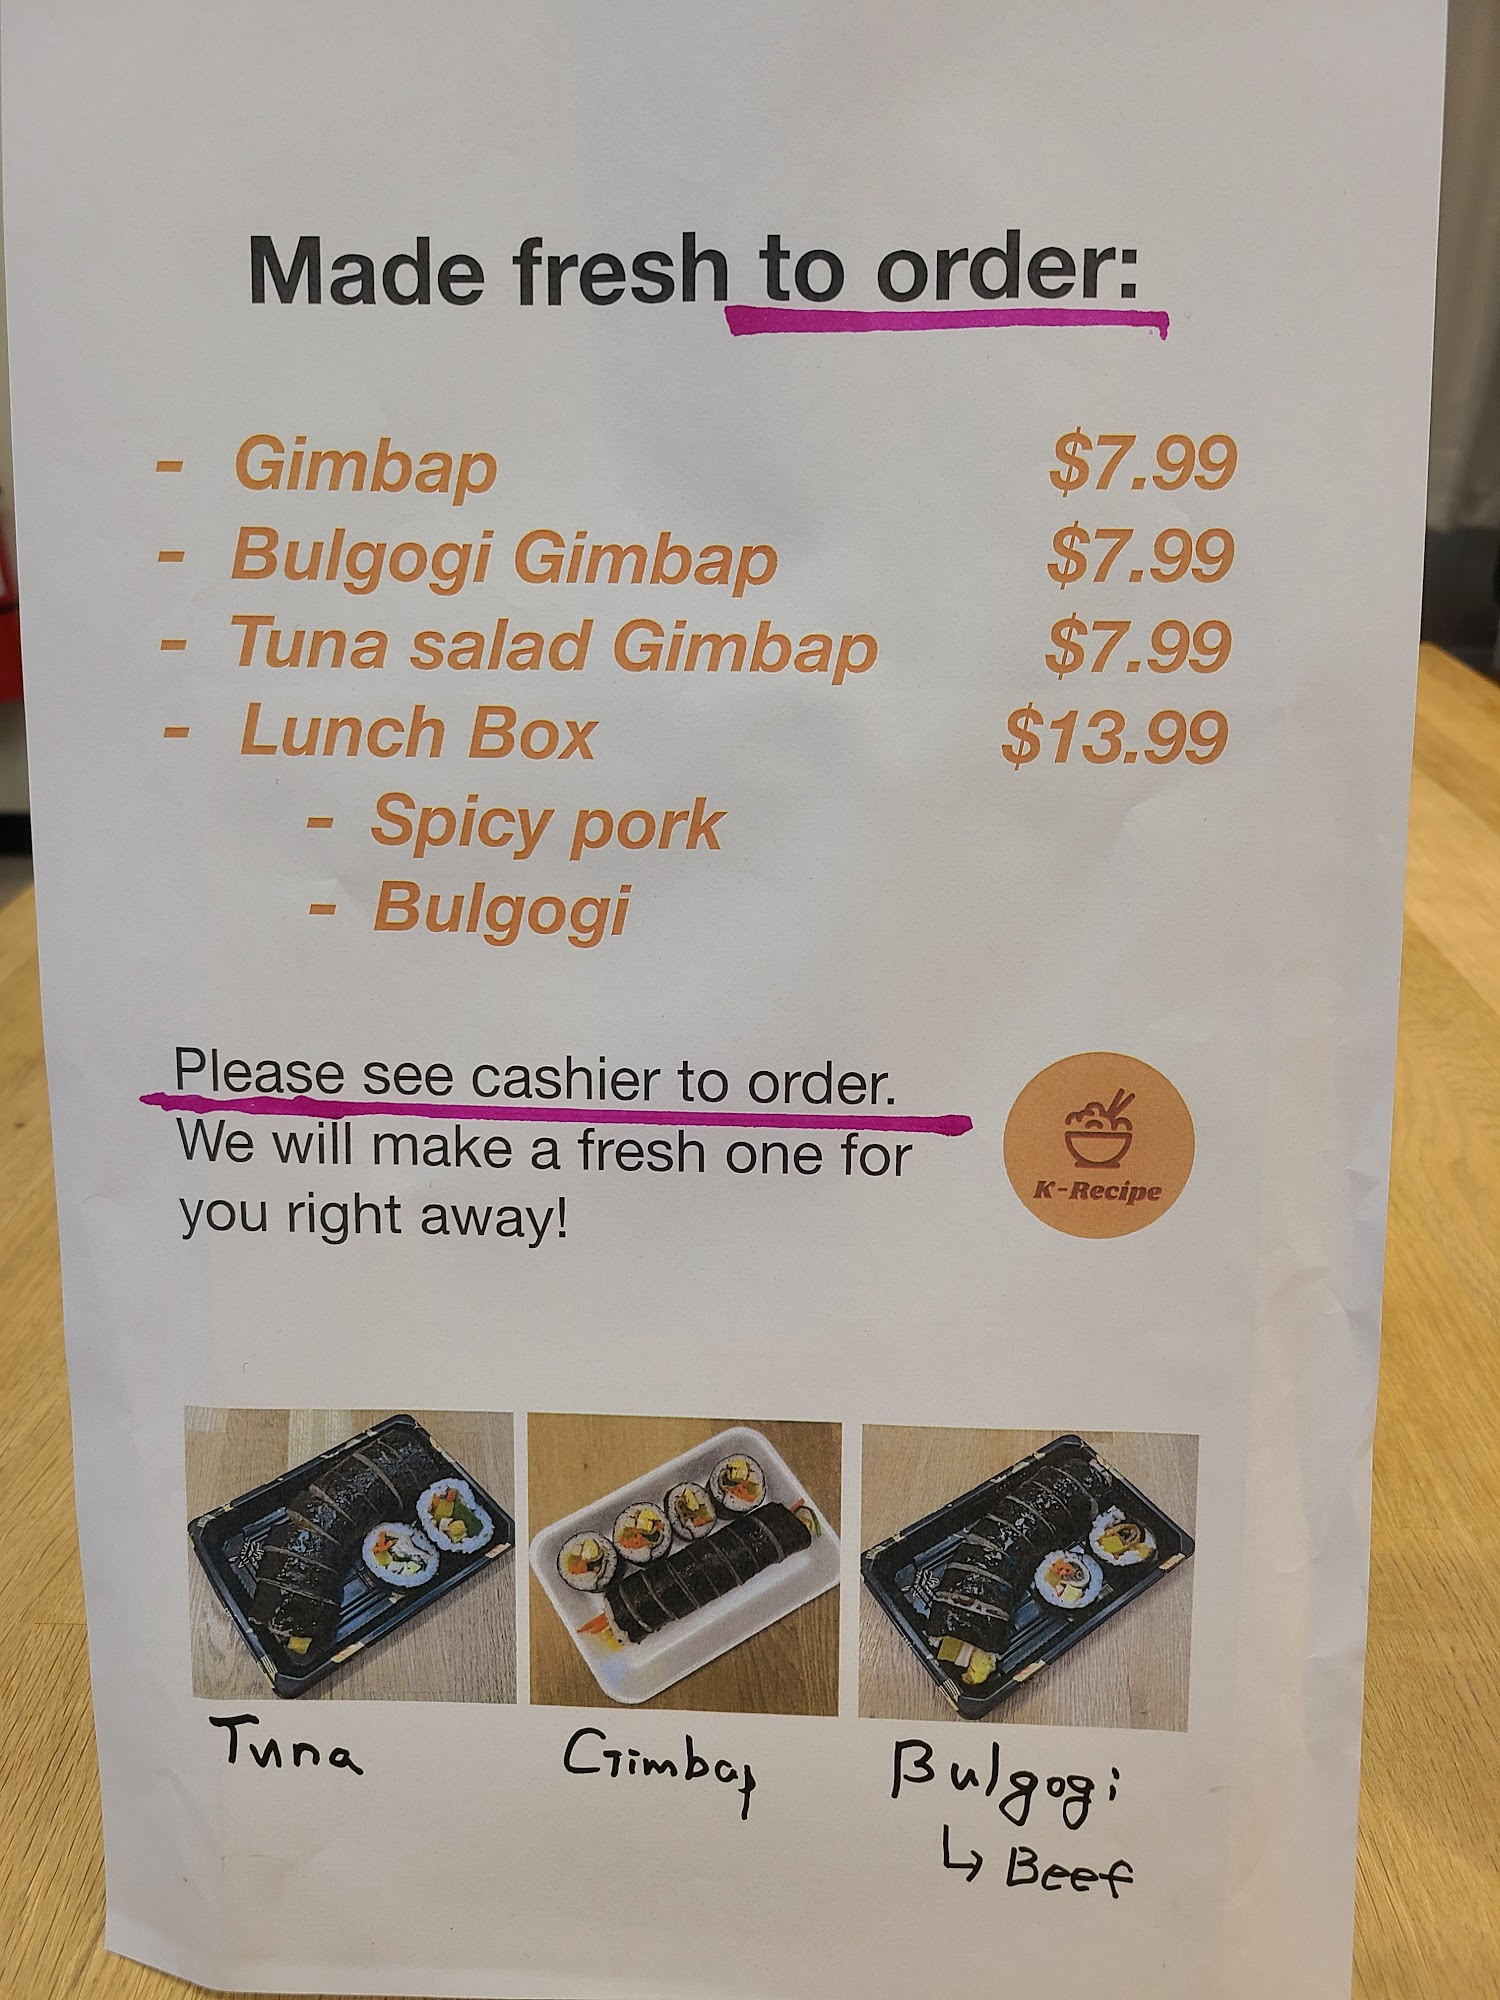 Made fresh to order:
- Gimbap $7.99
- Bulgogi Gimbap $7.99
- Tuna salad Gimbap $7.99
- Lunch Box $13.99
- Spicy pork
- Bulgogi
Please see cashier to order.
We will make a fresh one for
you right away!
K-Recipe
Tuna Gimbap Bulgogi
↳ Beef